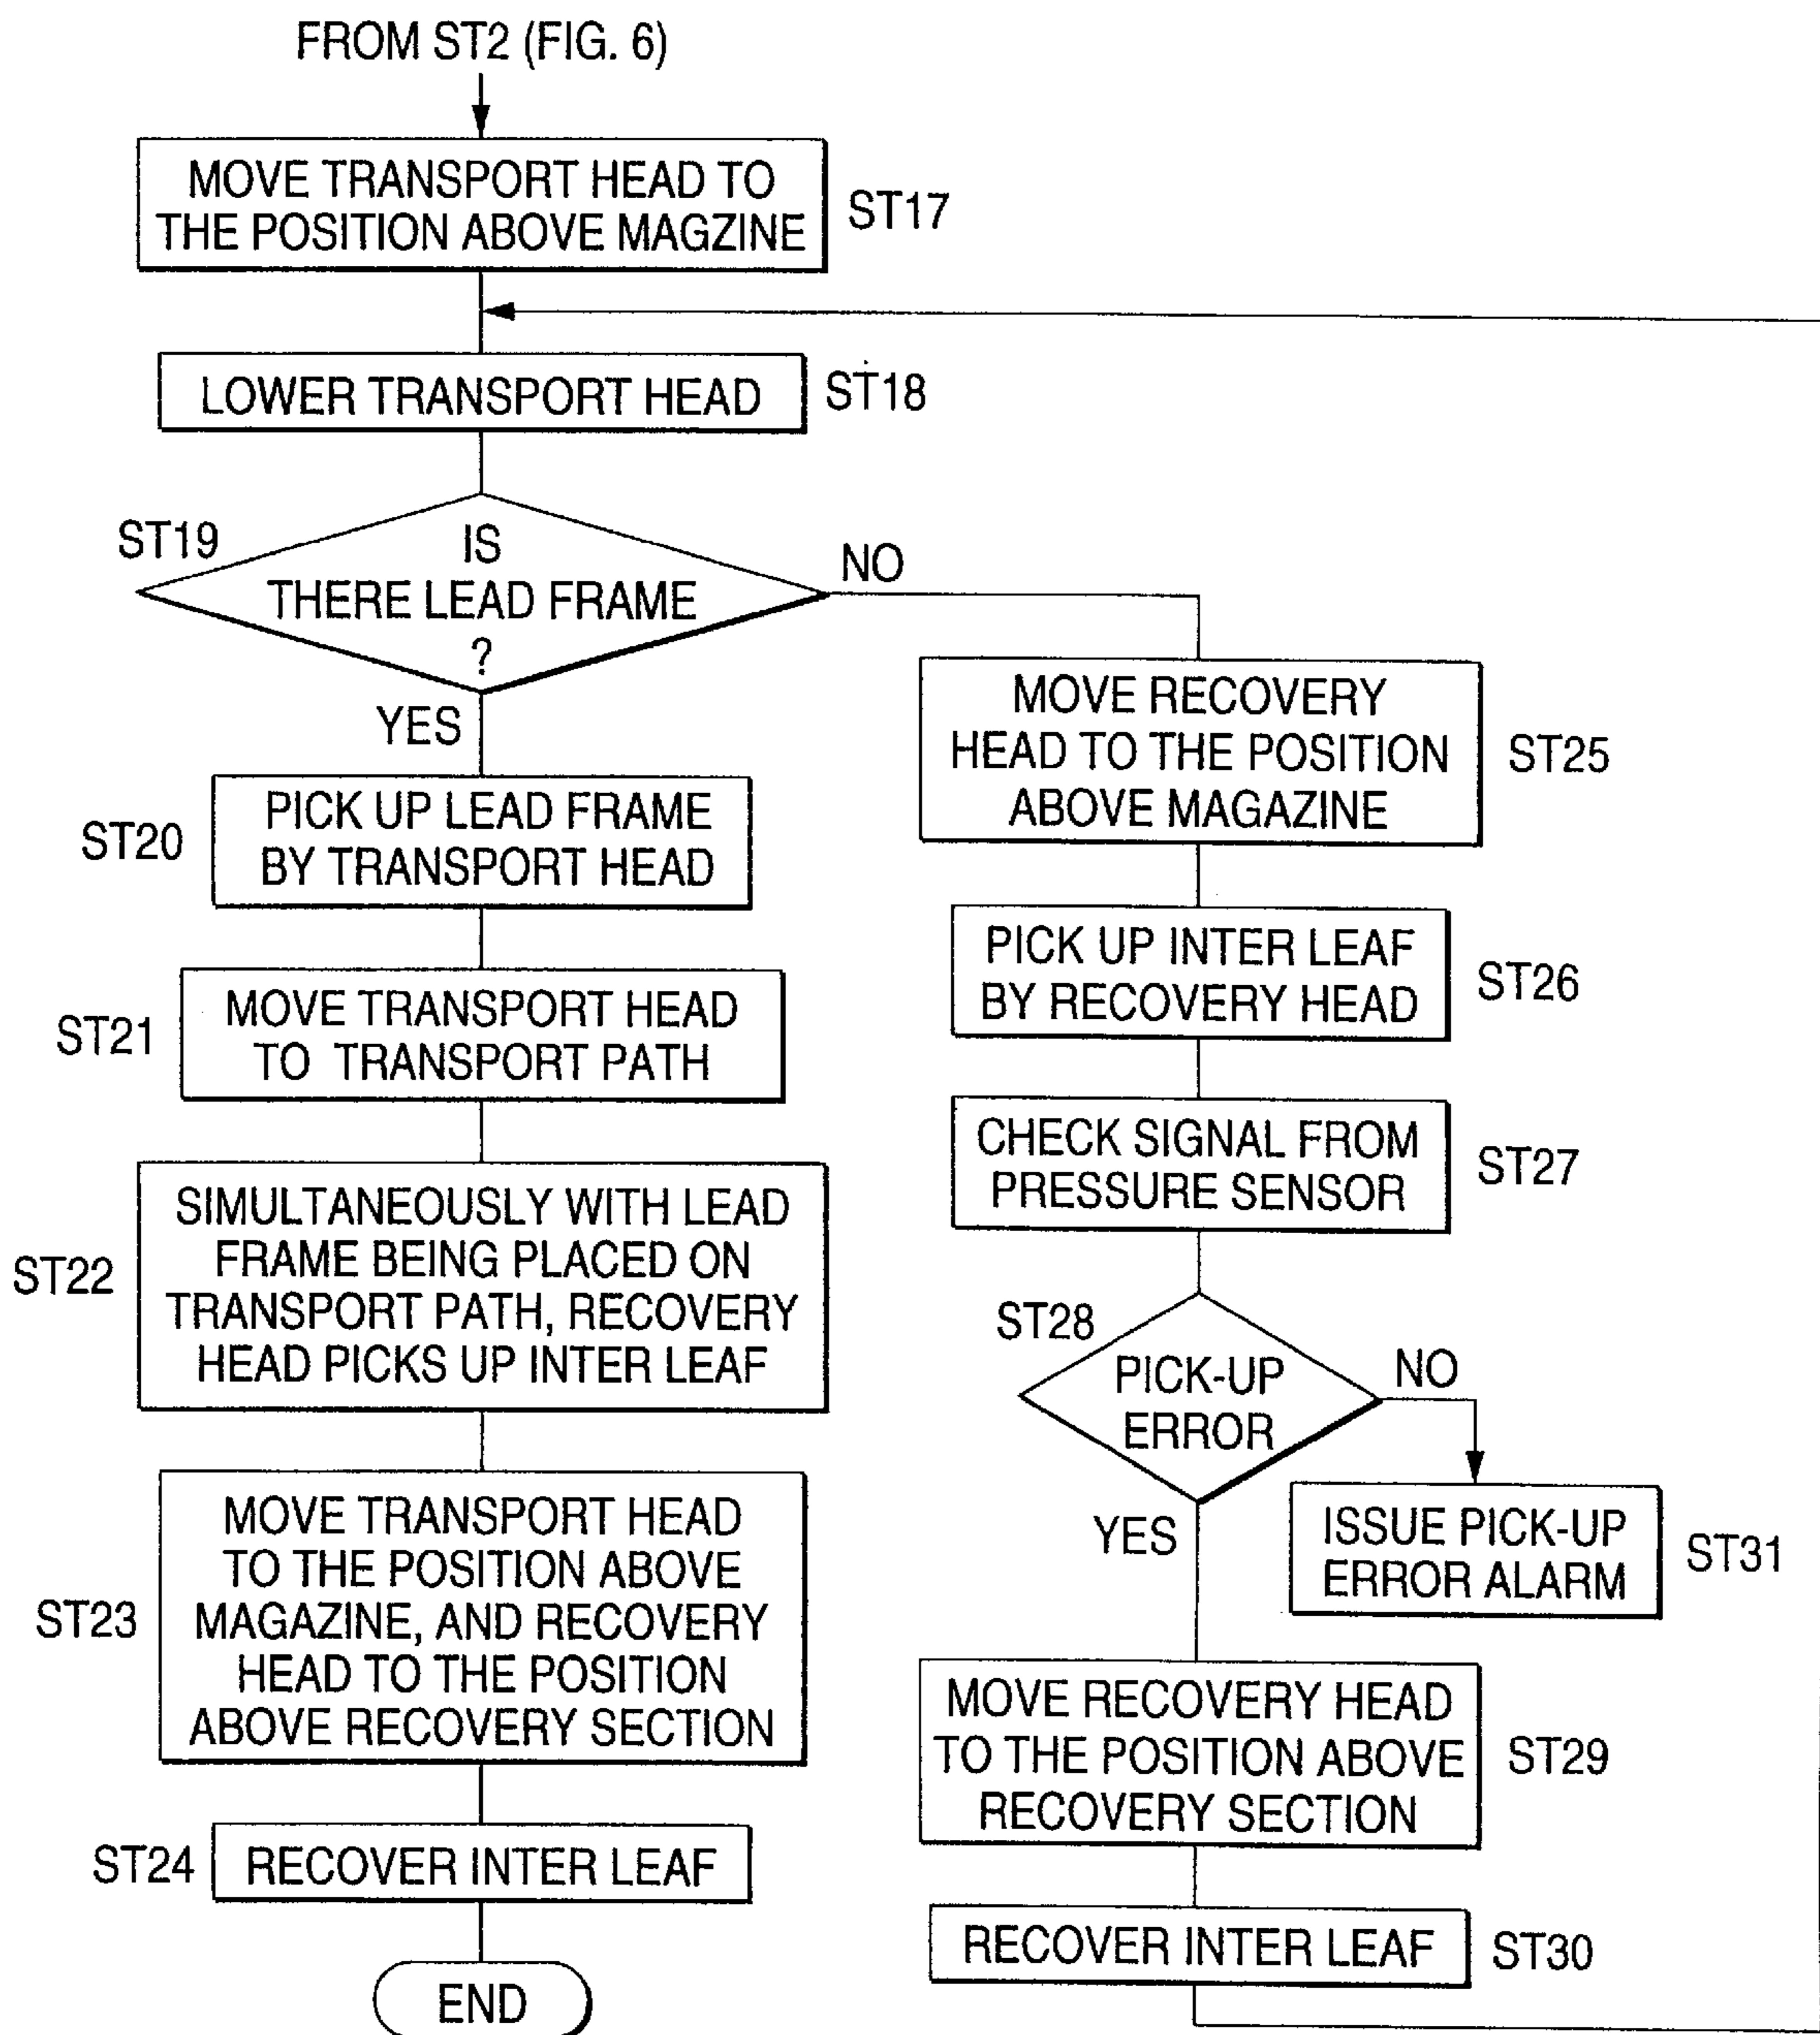 FROM ST2 (FIG. 6)
MOVE TRANSPORT HEAD TO
THE POSITION ABOVE MAGZINE
ST17
LOWER TRANSPORT HEAD
ST18
ST19
IS
THERE LEAD FRAME
?
NO
YES
ST20
PICK UP LEAD FRAME
BY TRANSPORT HEAD
ST21
MOVE TRANSPORT HEAD
TO TRANSPORT PATH
ST22
SIMULTANEOUSLY WITH LEAD
FRAME BEING PLACED ON
TRANSPORT PATH, RECOVERY
HEAD PICKS UP INTER LEAF
ST23
MOVE TRANSPORT HEAD
TO THE POSITION ABOVE
MAGAZINE, AND RECOVERY
HEAD TO THE POSITION
ABOVE RECOVERY SECTION
ST24
RECOVER INTER LEAF
END
MOVE RECOVERY
HEAD TO THE POSITION
ABOVE MAGAZINE
ST25
PICK UP INTER LEAF
BY RECOVERY HEAD
ST26
CHECK SIGNAL FROM
PRESSURE SENSOR
ST27
ST28
PICK-UP
ERROR
NO
YES
ISSUE PICK-UP
ERROR ALARM
ST31
MOVE RECOVERY HEAD
TO THE POSITION ABOVE
RECOVERY SECTION
ST29
RECOVER INTER LEAF
ST30